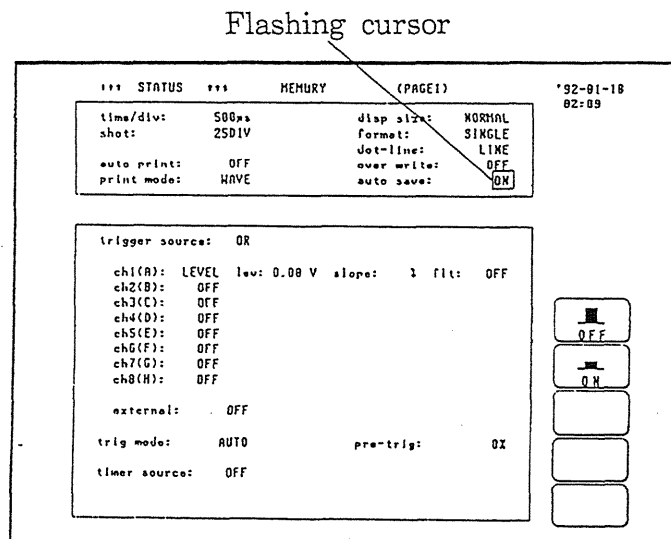 Flashing cursor
*** STATUS *** MEMORY (PAGE1) '92-01-18
02:09
time/div: 500µs disp size: NORMAL
shot: 25DIV format: SINGLE
dot-line: LINE
auto print: OFF over write: OFF
print mode: WAVE auto save: ON
trigger source: OR
ch1(A): LEVEL lev: 0.00 V slope: flt: OFF
ch2(B): OFF
ch3(C): OFF
ch4(D): OFF
ch5(E): OFF
ch6(F): OFF
ch7(G): OFF
ch8(H): OFF
external: OFF
trig mode: AUTO pre-trig: 0%
timer source: OFF
OFF
ON